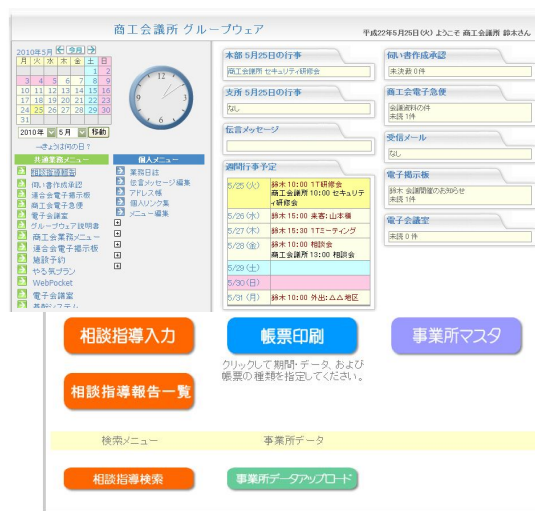 商工会議所 グループウェア
平成22年5月25日(火) ようこそ 商工会議所 鈴木さん
2010年5月 今月
月 火 水 木 金 土 日
1 2
3 4 5 6 7 8 9
10 11 12 13 14 15 16
17 18 19 20 21 22 23
24 25 26 27 28 29 30
31
2010年 5月 移動
→きょうは何の日?
12
3
6
9
共通業務メニュー
相談指導報告
伺い書作成承認
連合会電子掲示板
商工会電子急便
電子会議室
グループウェア説明書
商工会業務メニュー
連合会電子掲示板
施設予約
やる気プラン
WebPocket
電子会議室
基幹システム
個人メニュー
業務日誌
伝言メッセージ編集
アドレス帳
個人リンク集
メニュー編集
本部 5月25日の行事
商工会議所 セキュリティ研修会
支所 5月25日の行事
なし
伝言メッセージ
週間行事予定
5/25 (火) 鈴木 10:00 IT研修会
商工会議所 10:00 セキュリティ研修会
5/26 (水) 鈴木 15:00 来客:山本様
5/27 (木) 鈴木 15:30 ITミーティング
5/28 (金) 鈴木 10:00 相談会
商工会議所 13:00 相談会
5/29 (土)
5/30 (日)
5/31 (月) 鈴木 10:00 外出:△△地区
伺い書作成承認
未決裁 0件
商工会電子急便
会議資料の件
未読 1件
受信メール
なし
電子掲示板
鈴木 会議開催のお知らせ
未読 1件
電子会議室
未読 0 件
相談指導入力
帳票印刷
事業所マスタ
クリックして期間・データ、および
帳票の種類を指定してください。
相談指導報告一覧
検索メニュー
事業所データ
相談指導検索
事業所データアップロード